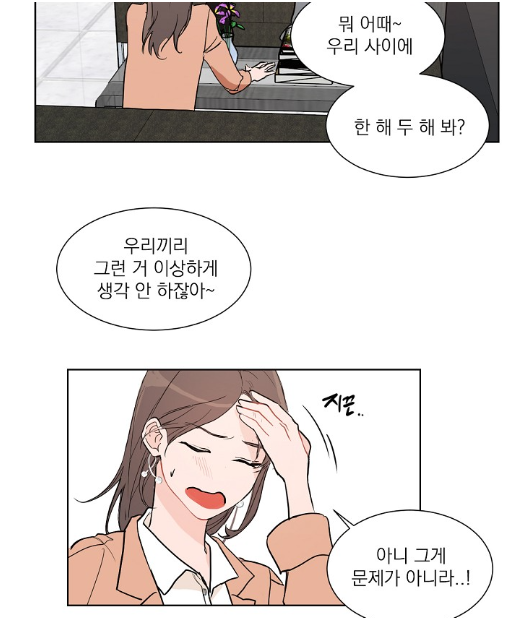 뭐 어때~
우리 사이에
한 해 두 해 봐?
우리끼리
그런 거 이상하게
생각 안 하잖아~
지끈..
아니 그게
문제가 아니라..!